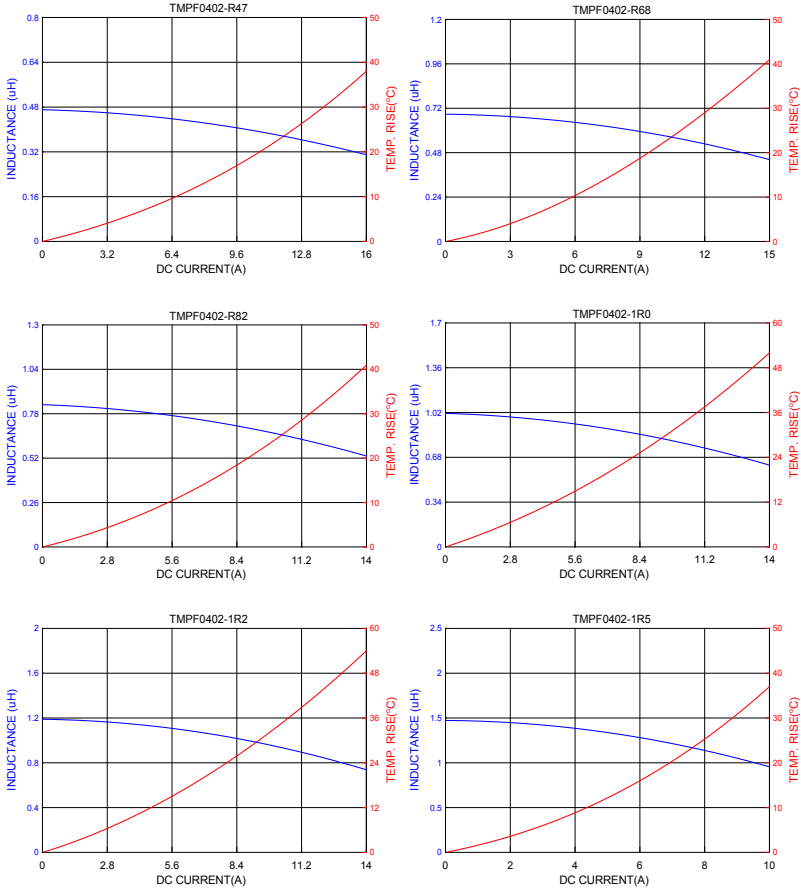 TMPF0402-R47
0.8
0.64
0.48
0.32
0.16
0
INDUCTANCE (uH)
50
40
30
20
10
0
TEMP. RISE(ºC)
0 3.2 6.4 9.6 12.8 16
DC CURRENT(A)
TMPF0402-R68
1.2
0.96
0.72
0.48
0.24
0
INDUCTANCE (uH)
50
40
30
20
10
0
TEMP. RISE(ºC)
0 3 6 9 12 15
DC CURRENT(A)
TMPF0402-R82
1.3
1.04
0.78
0.52
0.26
0
INDUCTANCE (uH)
50
40
30
20
10
0
TEMP. RISE(ºC)
0 2.8 5.6 8.4 11.2 14
DC CURRENT(A)
TMPF0402-1R0
1.7
1.36
1.02
0.68
0.34
0
INDUCTANCE (uH)
60
48
36
24
12
0
TEMP. RISE(ºC)
0 2.8 5.6 8.4 11.2 14
DC CURRENT(A)
TMPF0402-1R2
2
1.6
1.2
0.8
0.4
0
INDUCTANCE (uH)
60
48
36
24
12
0
TEMP. RISE(ºC)
0 2.8 5.6 8.4 11.2 14
DC CURRENT(A)
TMPF0402-1R5
2.5
2
1.5
1
0.5
0
INDUCTANCE (uH)
50
40
30
20
10
0
TEMP. RISE(ºC)
0 2 4 6 8 10
DC CURRENT(A)